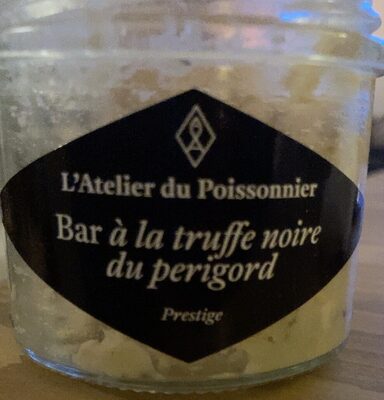 L'Atelier du Poissonnier
Bar à la truffe noire
du perigord
Prestige